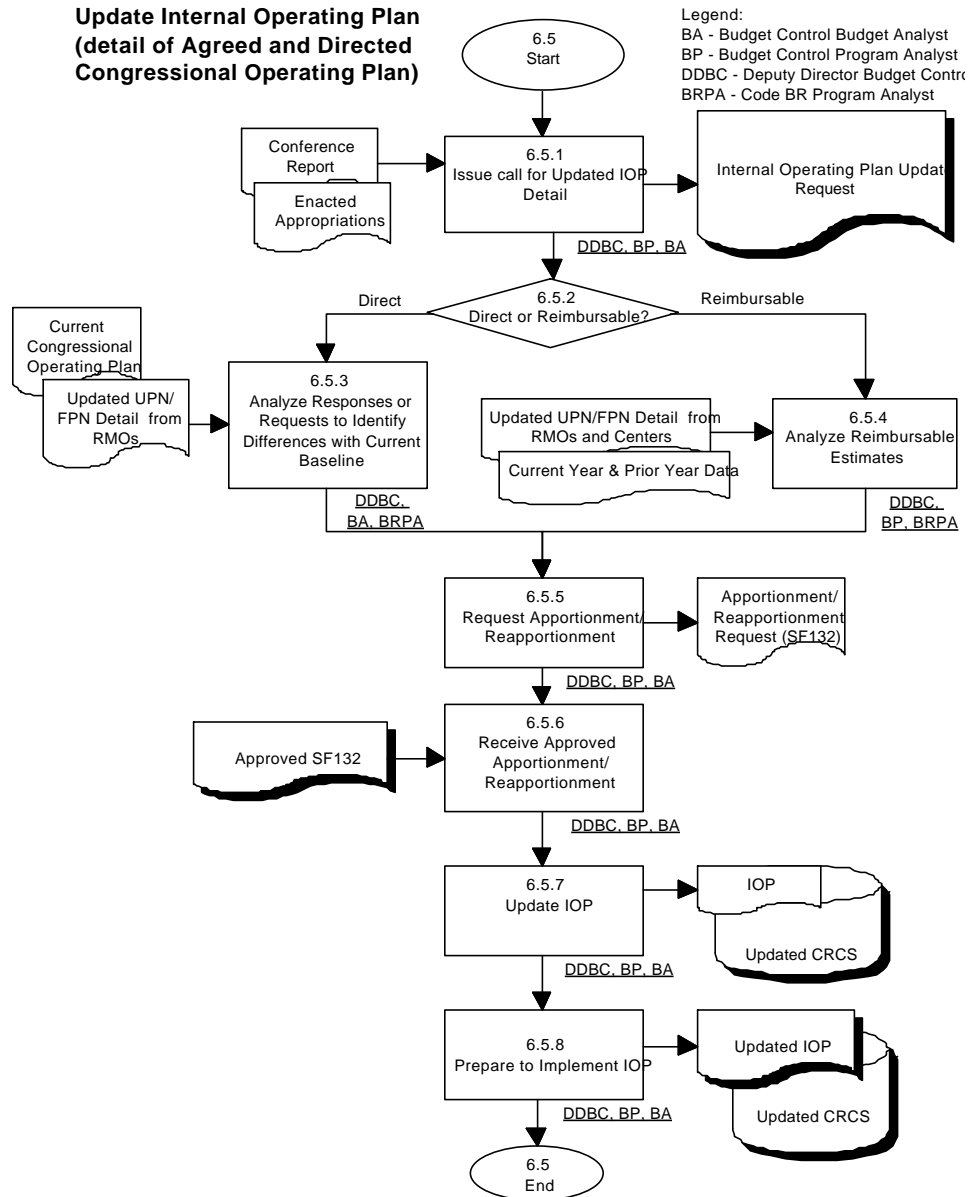 Update Internal Operating Plan
(detail of Agreed and Directed
Congressional Operating Plan)
6.5
Start
Legend:
BA - Budget Control Budget Analyst
BP - Budget Control Program Analyst
DDBC - Deputy Director Budget Contro
BRPA - Code BR Program Analyst
Conference
Report
Enacted
Appropriations
6.5.1
Issue call for Updated IOP
Detail
Internal Operating Plan Update
Request
DDBC, BP, BA
Direct
6.5.2
Direct or Reimbursable?
Reimbursable
Current
Congressional
Operating Plan
Updated UPN/
FPN Detail from
RMOs
6.5.3
Analyze Responses or
Requests to Identify
Differences with Current
Baseline
Updated UPN/FPN Detail from
RMOs and Centers
Current Year & Prior Year Data
6.5.4
Analyze Reimbursable
Estimates
DDBC,
BA, BRPA
DDBC,
BP, BRPA
6.5.5
Request Apportionment/
Reapportionment
Apportionment/
Reapportionment
Request (SF132)
DDBC, BP, BA
Approved SF132
6.5.6
Receive Approved
Apportionment/
Reapportionment
DDBC, BP, BA
6.5.7
Update IOP
IOP
Updated CRCS
DDBC, BP, BA
6.5.8
Prepare to Implement IOP
Updated IOP
Updated CRCS
DDBC, BP, BA
6.5
End